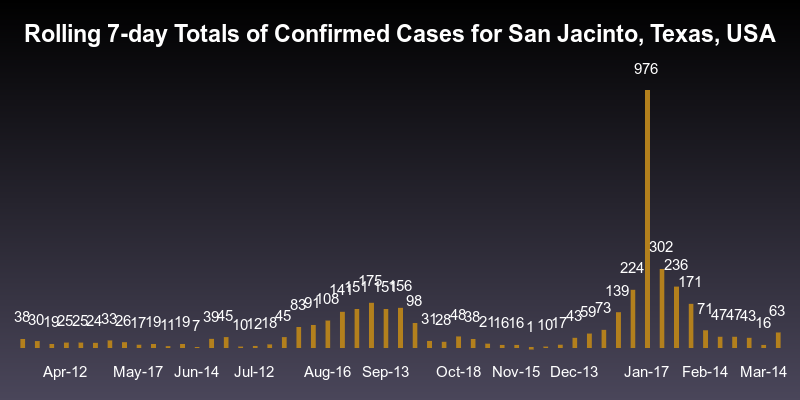 Rolling 7-day Totals of Confirmed Cases for San Jacinto, Texas, USA
976
302
236
224
171
175
141 151 151 156
139
108
83 91 98
71 73 63
38 30 19 25 25 24 33 26 17 19 11 19 7 39 45 10 12 18 45 31 28 48 38 21 16 16 1 10 17 43 59 47 47 43 16
Apr-12 May-17 Jun-14 Jul-12 Aug-16 Sep-13 Oct-18 Nov-15 Dec-13 Jan-17 Feb-14 Mar-14